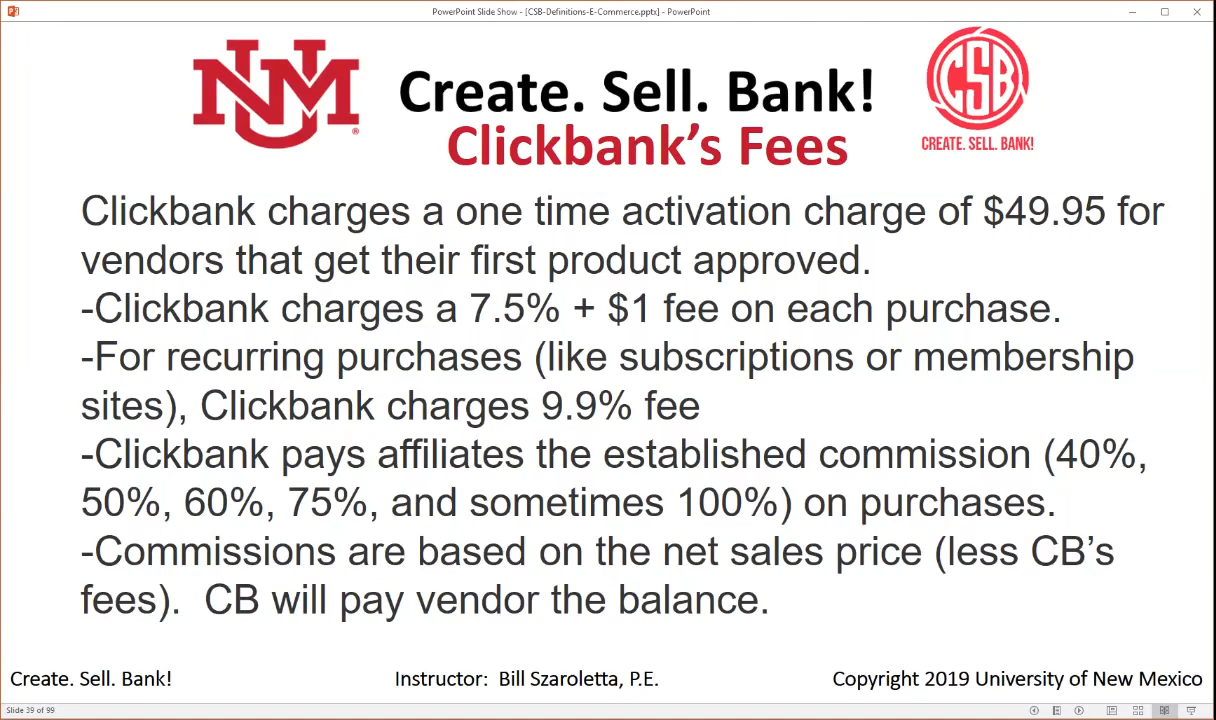 PowerPoint Slide Show - [CSB-Definitions-E-Commerce.pptx] - PowerPoint
UNM®
Create. Sell. Bank!
Clickbank's Fees
CSB
CREATE. SELL. BANK!
Clickbank charges a one time activation charge of $49.95 for
vendors that get their first product approved.
-Clickbank charges a 7.5% + $1 fee on each purchase.
-For recurring purchases (like subscriptions or membership
sites), Clickbank charges 9.9% fee
-Clickbank pays affiliates the established commission (40%,
50%, 60%, 75%, and sometimes 100%) on purchases.
-Commissions are based on the net sales price (less CB's
fees).  CB will pay vendor the balance.
Create. Sell. Bank!
Instructor:  Bill Szaroletta, P.E.
Copyright 2019 University of New Mexico
Slide 39 of 99